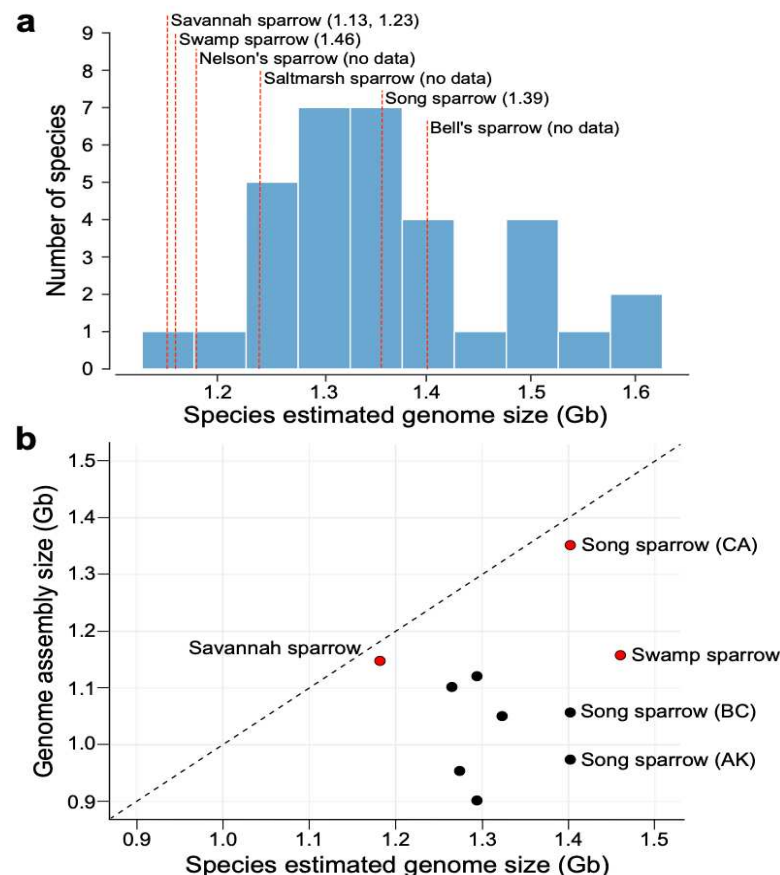 a
Savannah sparrow (1.13, 1.23)
Swamp sparrow (1.46)
Nelson's sparrow (no data)
Saltmarsh sparrow (no data)
Song sparrow (1.39)
Bell's sparrow (no data)
Number of species
9
8
7
6
5
4
3
2
1
0
1.2 1.3 1.4 1.5 1.6
Species estimated genome size (Gb)
b
Genome assembly size (Gb)
1.5
1.4
1.3
1.2
1.1
1.0
0.9
Song sparrow (CA)
Savannah sparrow
Swamp sparrow
Song sparrow (BC)
Song sparrow (AK)
0.9 1.0 1.1 1.2 1.3 1.4 1.5
Species estimated genome size (Gb)